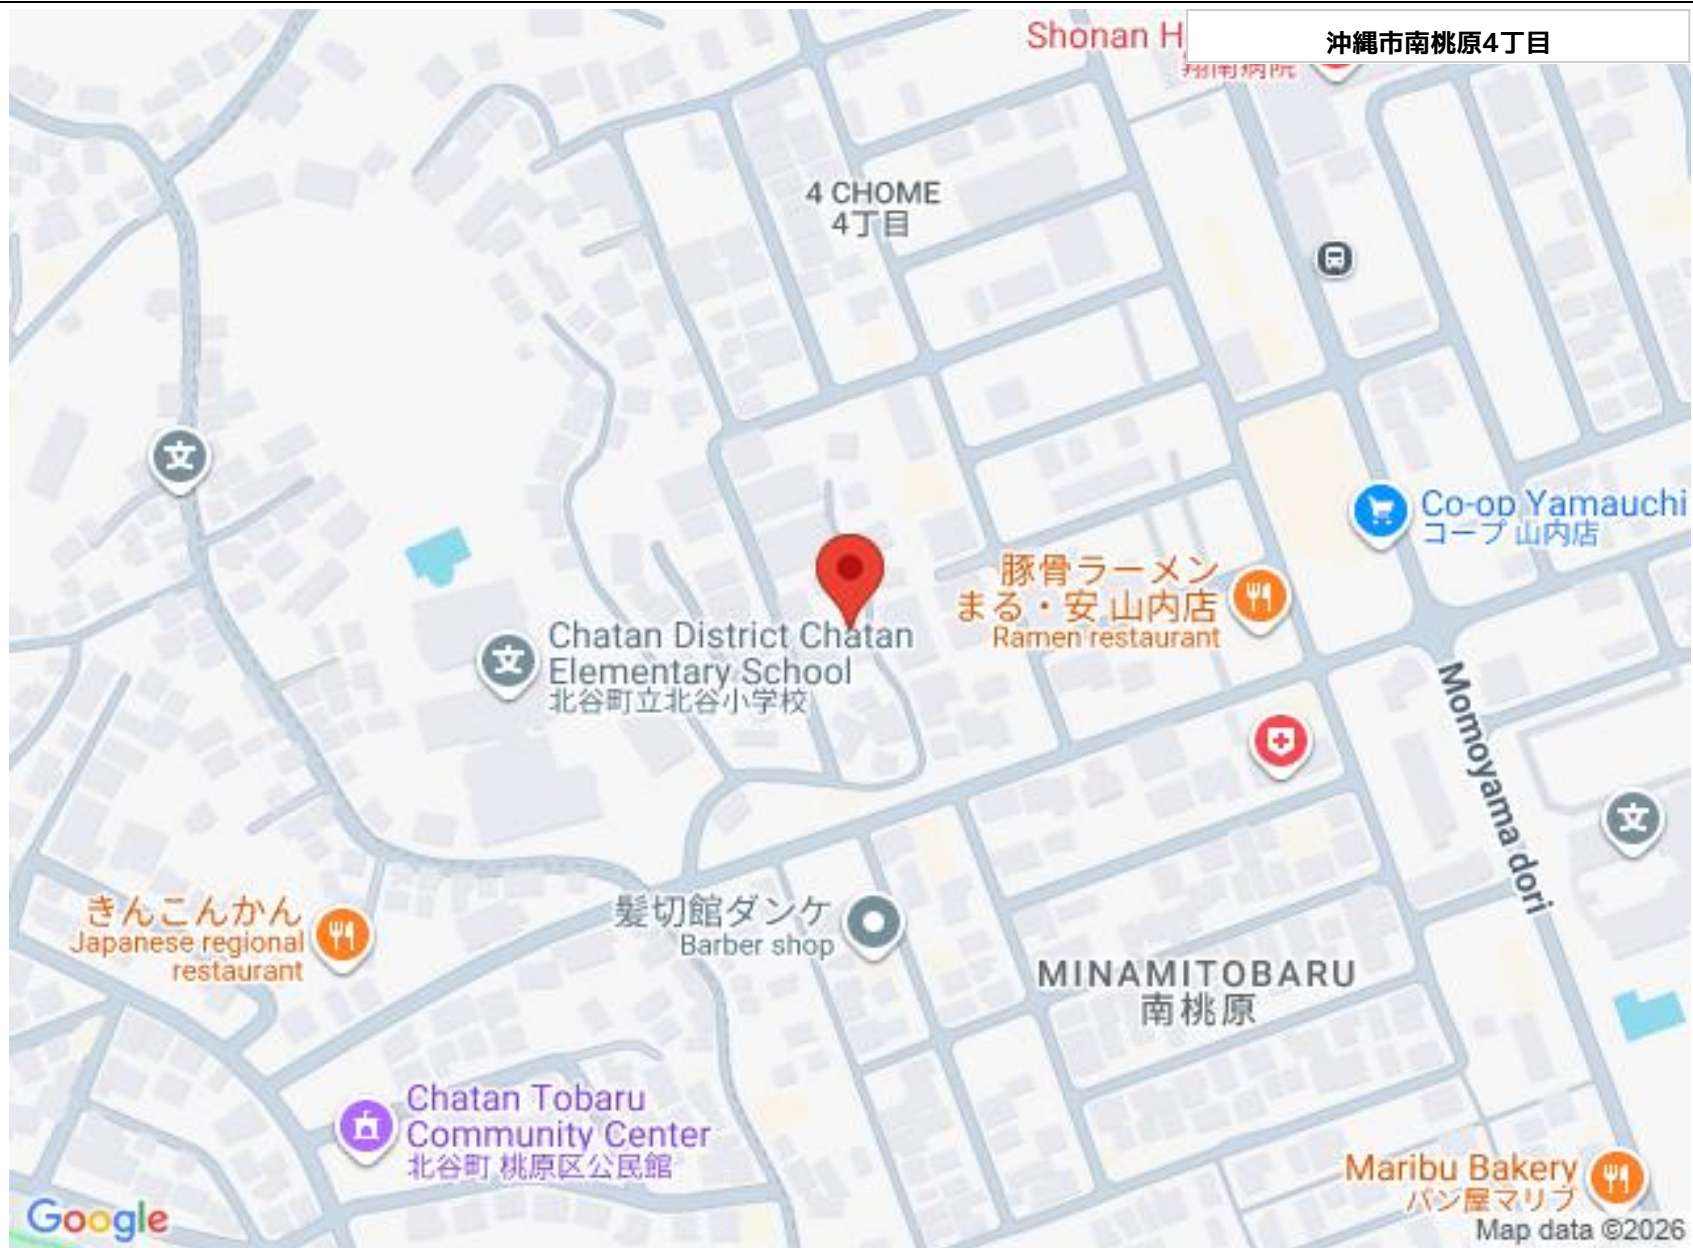 Shonan H
翔南病院
沖縄市南桃原4丁目
4 CHOME
4丁目
Co-op Yamauchi
コープ 山内店
豚骨ラーメン
まる・安 山内店
Ramen restaurant
Chatan District Chatan
Elementary School
北谷町立北谷小学校
Momoyama dori
きんこんかん
Japanese regional
restaurant
髪切館ダンケ
Barber shop
MINAMITOBARU
南桃原
Chatan Tobaru
Community Center
北谷町 桃原区公民館
Maribu Bakery
パン屋マリブ
Google
Map data ©2026